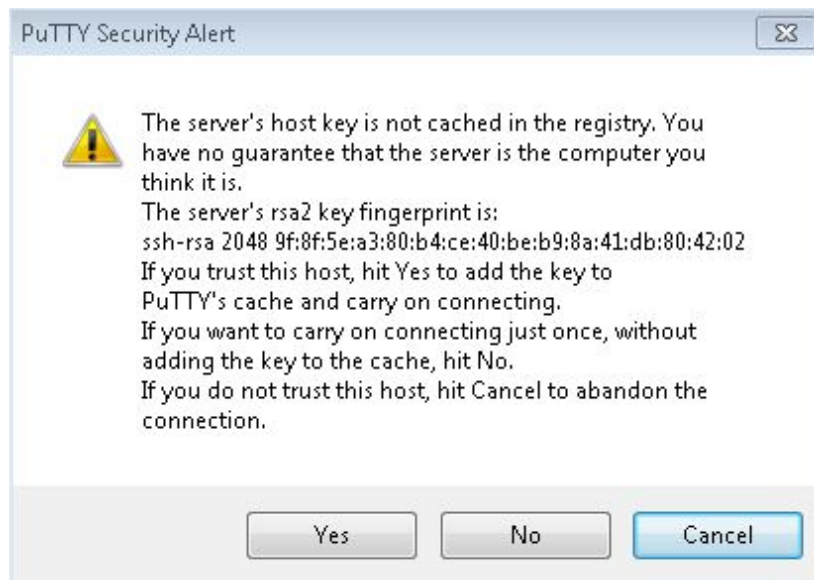 PuTTY Security Alert
The server's host key is not cached in the registry. You
have no guarantee that the server is the computer you
think it is.
The server's rsa2 key fingerprint is:
ssh-rsa 2048 9f:8f:5e:a3:80:b4:ce:40:be:b9:8a:41:db:80:42:02
If you trust this host, hit Yes to add the key to
PuTTY's cache and carry on connecting.
If you want to carry on connecting just once, without
adding the key to the cache, hit No.
If you do not trust this host, hit Cancel to abandon the
connection.
Yes No Cancel